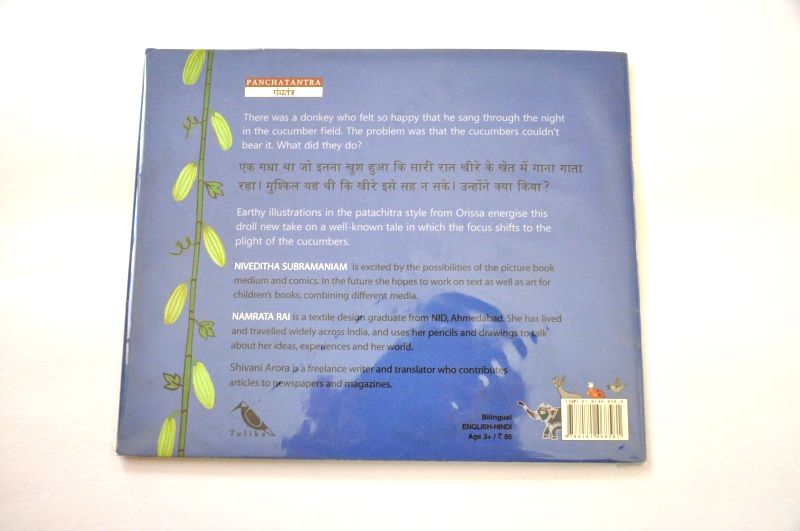 PANCHATANTRA
पंचतंत्र
There was a donkey who felt so happy that he sang through the night
in the cucumber field. The problem was that the cucumbers couldn't
bear it. What did they do?
एक गधा था जो इतना खुश हुआ कि सारी रात खीरे के खेत में गाना गाता
रहा। मुश्किल यह थी कि खीरे इसे सह न सके। उन्होंने क्या किया?
Earthy illustrations in the patachitra style from Orissa energise this
droll new take on a well-known tale in which the focus shifts to the
plight of the cucumbers.
NIVEDITHA SUBRAMANIAM is excited by the possibilities of the picture book
medium and comics. In the future she hopes to work on text as well as art for
children's books, combining different media.
NAMRATA RAI is a textile design graduate from NID, Ahmedabad. She has lived
and travelled widely across India, and uses her pencils and drawings to talk
about her ideas, experiences and her world.
Shivani Arora is a freelance writer and translator who contributes
articles to newspapers and magazines.
Tulika
Bilingual
ENGLISH-HINDI
Age 3+ / ₹ 85